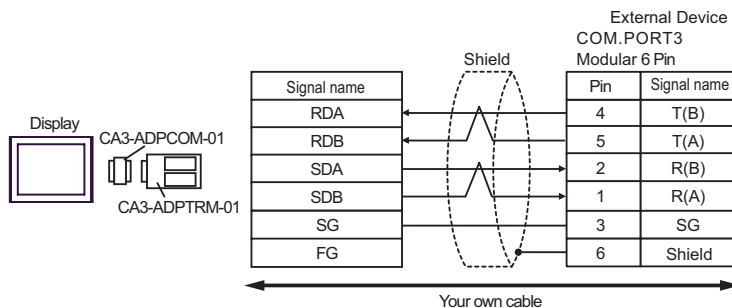 External Device
COM.PORT3
Modular 6 Pin
Shield
Display
CA3-ADPCOM-01
CA3-ADPTRM-01
Signal name
RDA
RDB
SDA
SDB
SG
FG
Pin Signal name
4 T(B)
5 T(A)
2 R(B)
1 R(A)
3 SG
6 Shield
Your own cable